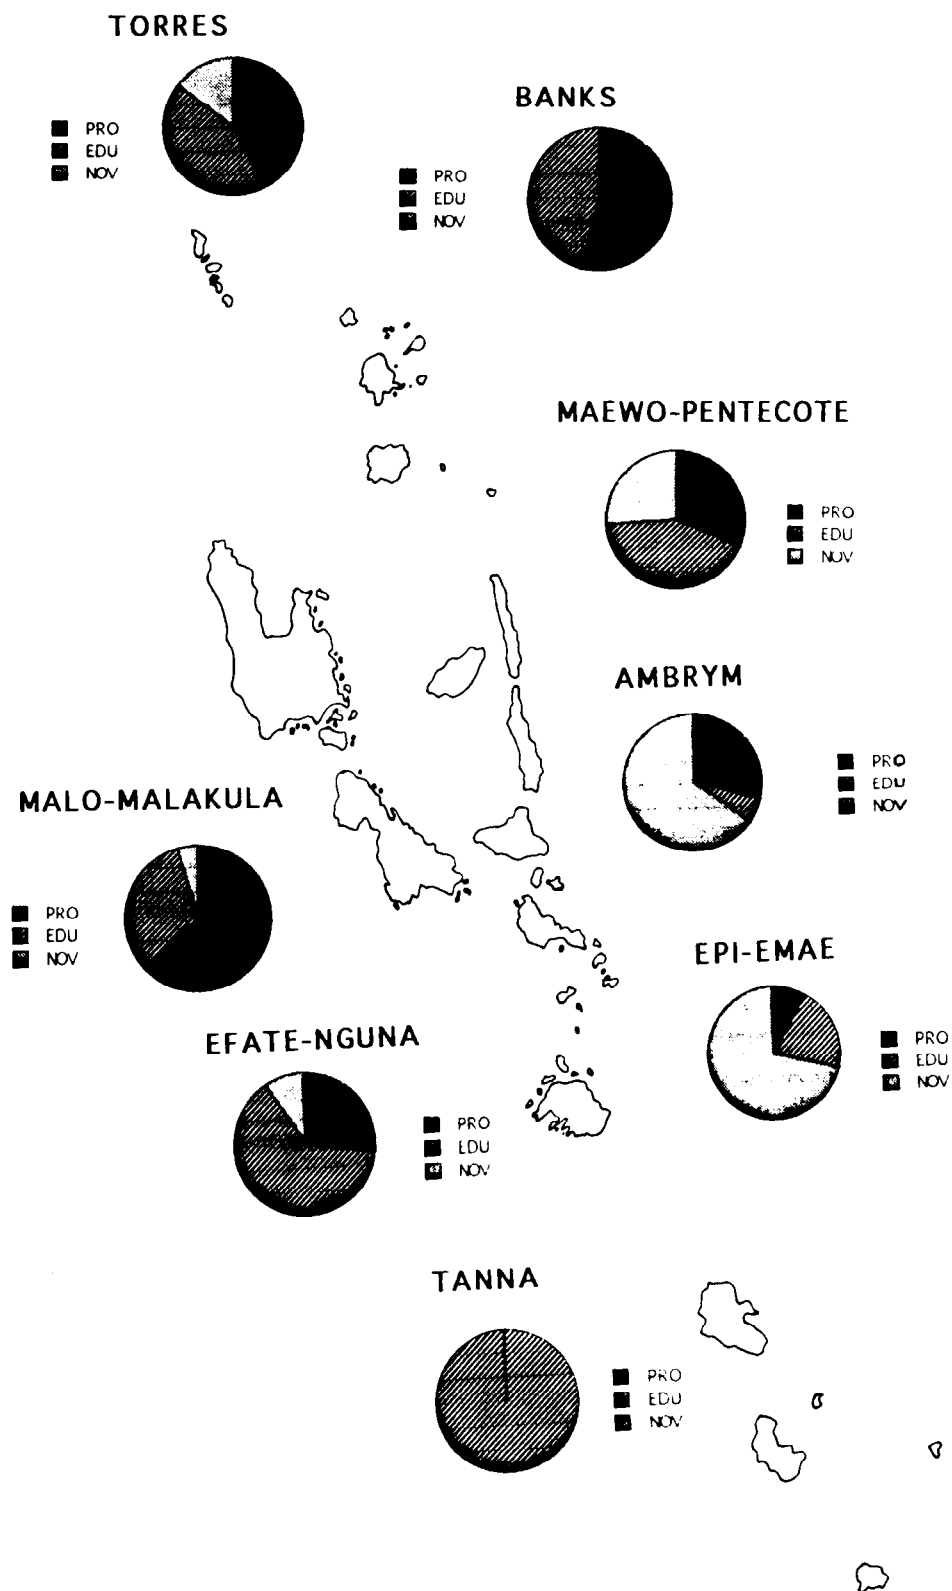 TORRES
PRO
EDU
NOV
BANKS
PRO
EDU
NOV
MAEWO-PENTECOTE
PRO
EDU
NOV
AMBRYM
PRO
EDU
NOV
MALO-MALAKULA
PRO
EDU
NOV
EPI-EMAE
PRO
EDU
NOV
EFATE-NGUNA
PRO
EDU
NOV
TANNA
PRO
EDU
NOV